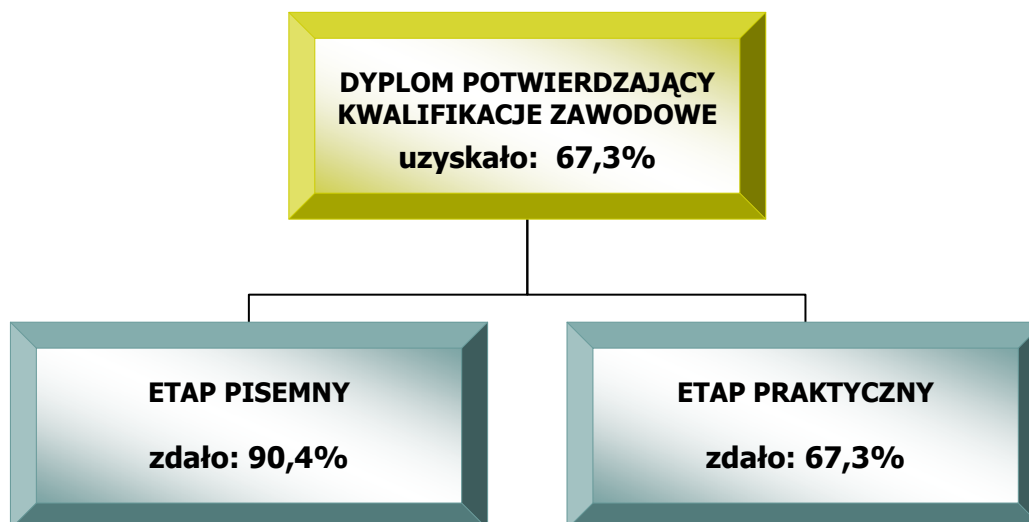 DYPLOM POTWIERDZAJĄCY
KWALIFIKACJE ZAWODOWE
uzyskało: 67,3%
ETAP PISEMNY
zdało: 90,4%
ETAP PRAKTYCZNY
zdało: 67,3%